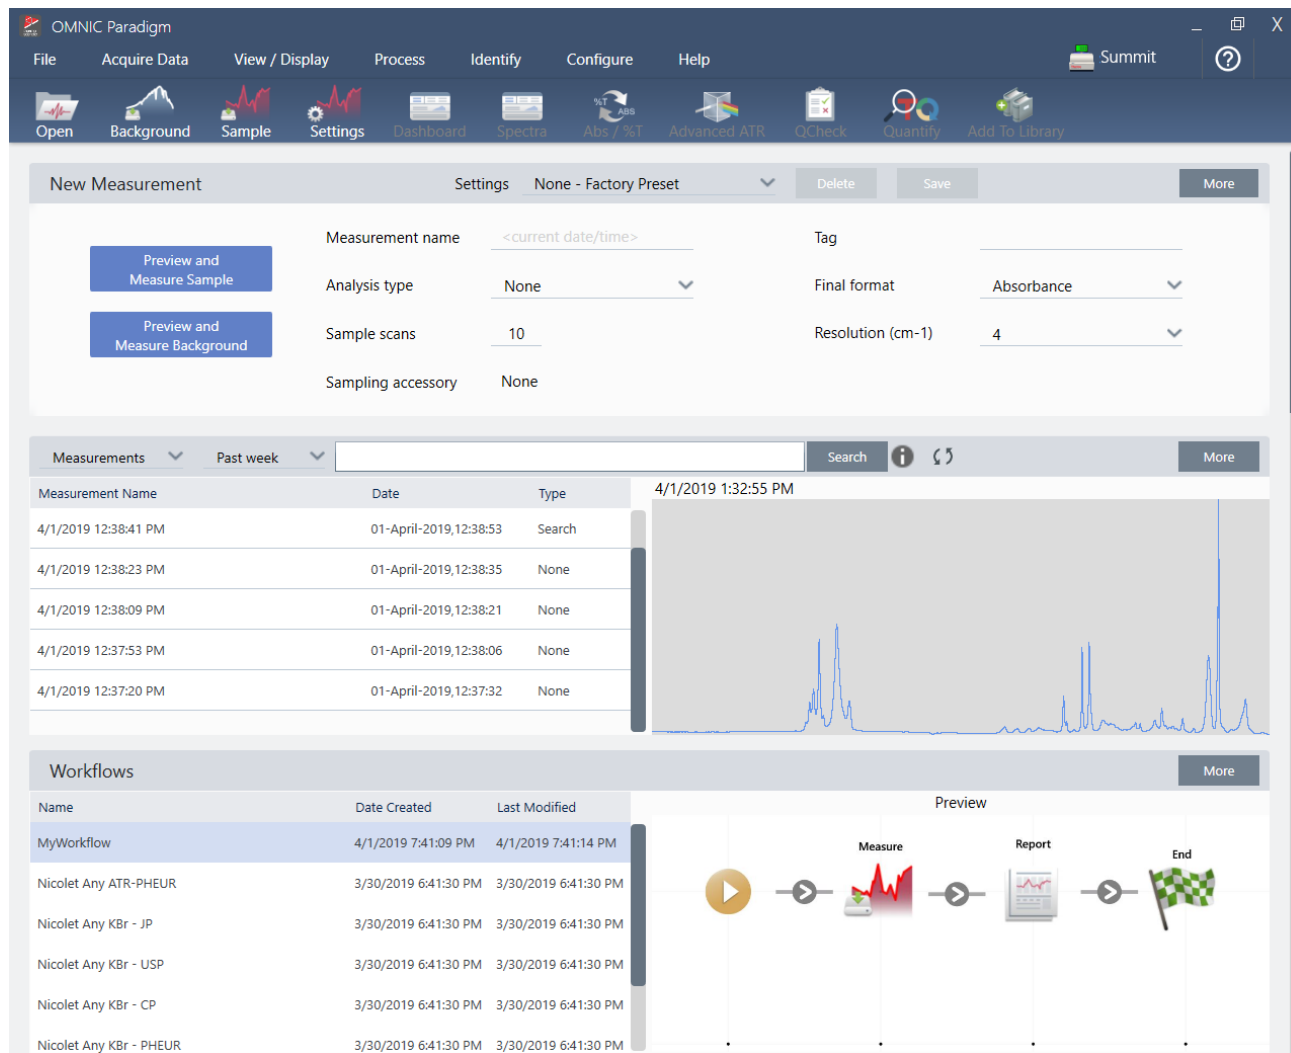 OMNIC Paradigm
File Acquire Data View / Display Process Identify Configure Help Summit
Open Background Sample Settings Dashboard Spectra Abs / %T Advanced ATR QCheck Quantify Add To Library
%T ABS
New Measurement Settings None - Factory Preset Delete Save More
Measurement name <current date/time> Tag
Preview and
Measure Sample
Analysis type None Final format Absorbance
Preview and
Measure Background
Sample scans 10 Resolution (cm-1) 4
Sampling accessory None
Measurements Past week Search More
Measurement Name Date Type 4/1/2019 1:32:55 PM
4/1/2019 12:38:41 PM 01-April-2019,12:38:53 Search
4/1/2019 12:38:23 PM 01-April-2019,12:38:35 None
4/1/2019 12:38:09 PM 01-April-2019,12:38:21 None
4/1/2019 12:37:53 PM 01-April-2019,12:38:06 None
4/1/2019 12:37:20 PM 01-April-2019,12:37:32 None
Workflows More
Name Date Created Last Modified Preview
MyWorkflow 4/1/2019 7:41:09 PM 4/1/2019 7:41:14 PM
Measure Report End
Nicolet Any ATR-PHEUR 3/30/2019 6:41:30 PM 3/30/2019 6:41:30 PM
Nicolet Any KBr - JP 3/30/2019 6:41:30 PM 3/30/2019 6:41:30 PM
Nicolet Any KBr - USP 3/30/2019 6:41:30 PM 3/30/2019 6:41:30 PM
Nicolet Any KBr - CP 3/30/2019 6:41:30 PM 3/30/2019 6:41:30 PM
Nicolet Any KBr - PHEUR 3/30/2019 6:41:30 PM 3/30/2019 6:41:30 PM